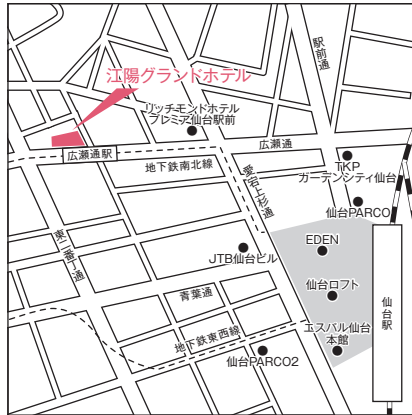 駅前通
江陽グランドホテル
リッチモンドホテル
プレミア仙台駅前
広瀬通駅
広瀬通
地下鉄南北線
愛宕上杉通
TKP
ガーデンシティ仙台
仙台PARCO
東二番丁通
EDEN
JTB仙台ビル
青葉通
仙台ロフト
仙台駅
エスパル仙台
本館
地下鉄東西線
仙台PARCO2